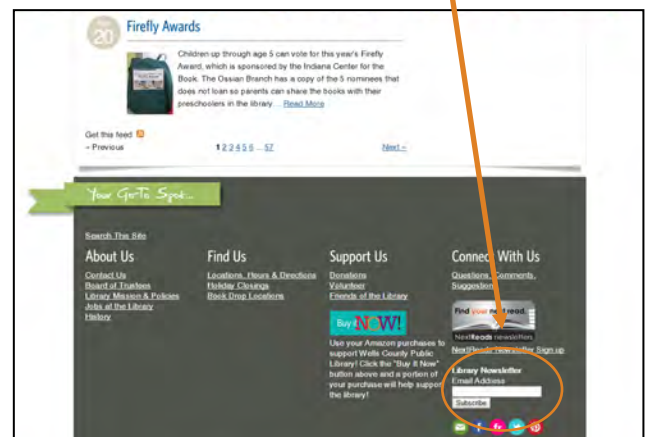 20
Firefly Awards
Children up through age 5 can vote for this year's Firefly
Award, which is sponsored by the Indiana Center for the
Book. The Ossian Branch has a copy of the 5 nominees that
does not loan so parents can share the books with their
preschoolers in the library... Read More
Get this feed
« Previous
1 2 2 4 5 6 ... 57
Next »
Your Go-To Spot...
Search This Site
About Us
Contact Us
Board of Trustees
Library Mission & Policies
Jobs at the Library
History
Find Us
Locations, Hours & Directions
Holiday Closings
Book Drop Locations
Support Us
Donations
Volunteer
Friends of the Library
Buy it NOW!
Use your Amazon purchases to
support Wells County Public
Library! Click the "Buy It Now"
button above and a portion of
your purchase will help support
the library!
Connect With Us
Questions, Comments,
Suggestions
Find your next read.
NextReads newsletters
NextReads Newsletter Sign up
Library Newsletter
Email Address
Subscribe